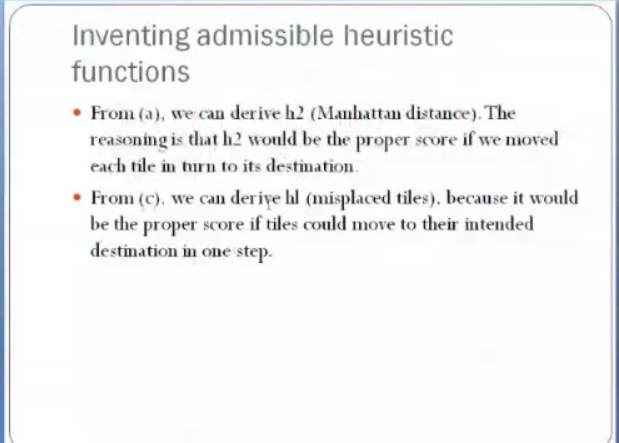 Inventing admissible heuristic
functions
• From (a), we can derive h2 (Manhattan distance). The
reasoning is that h2 would be the proper score if we moved
each tile in turn to its destination.
• From (c), we can derive h1 (misplaced tiles), because it would
be the proper score if tiles could move to their intended
destination in one step.